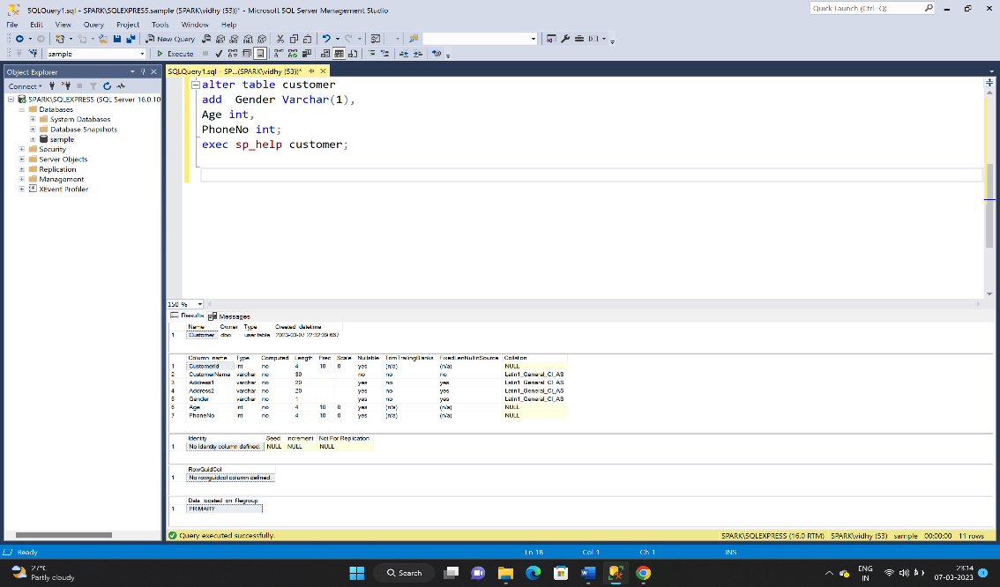 SQLQuery1.sql - SPARK\SQLEXPRESS.sample (SPARK\vidhy (53))* - Microsoft SQL Server Management Studio
Quick Launch (Ctrl+Q)
File Edit View Query Project Tools Window Help
New Query
sample
Execute
Object Explorer
SQLQuery1.sql - SP...(SPARK\vidhy (53))*
Connect
SPARK\SQLEXPRESS (SQL Server 16.0.10
Databases
System Databases
Database Snapshots
sample
Security
Server Objects
Replication
Management
XEvent Profiler
alter table customer
add  Gender Varchar(1),
Age int,
PhoneNo int;
exec sp_help customer;
150 %
Results Messages
Name Owner Type Created_datetime
1 Customer dbo user table 2023-03-07 22:32:39.667
Column_name Type Computed Length Prec Scale Nullable TrimTrailingBlanks FixedLenNullInSource Collation
1 CustomerId int no 4 10 0 yes (n/a) (n/a) NULL
2 CustomerName varchar no 30 no no no Latin1_General_CI_AS
3 Address1 varchar no 20 yes no yes Latin1_General_CI_AS
4 Address2 varchar no 20 yes no yes Latin1_General_CI_AS
5 Gender varchar no 1 yes no yes Latin1_General_CI_AS
6 Age int no 4 10 0 yes (n/a) (n/a) NULL
7 PhoneNo int no 4 10 0 yes (n/a) (n/a) NULL
Identity Seed Increment Not For Replication
1 No identity column defined. NULL NULL NULL
RowGuidCol
1 No rowguidcol column defined.
Data_located_on_filegroup
1 PRIMARY
Query executed successfully.
SPARK\SQLEXPRESS (16.0 RTM) SPARK\vidhy (53) sample 00:00:00 11 rows
Ready
Ln 18 Col 1 Ch 1 INS
27°C
Partly cloudy
Search
ENG
IN
23:14
07-03-2023